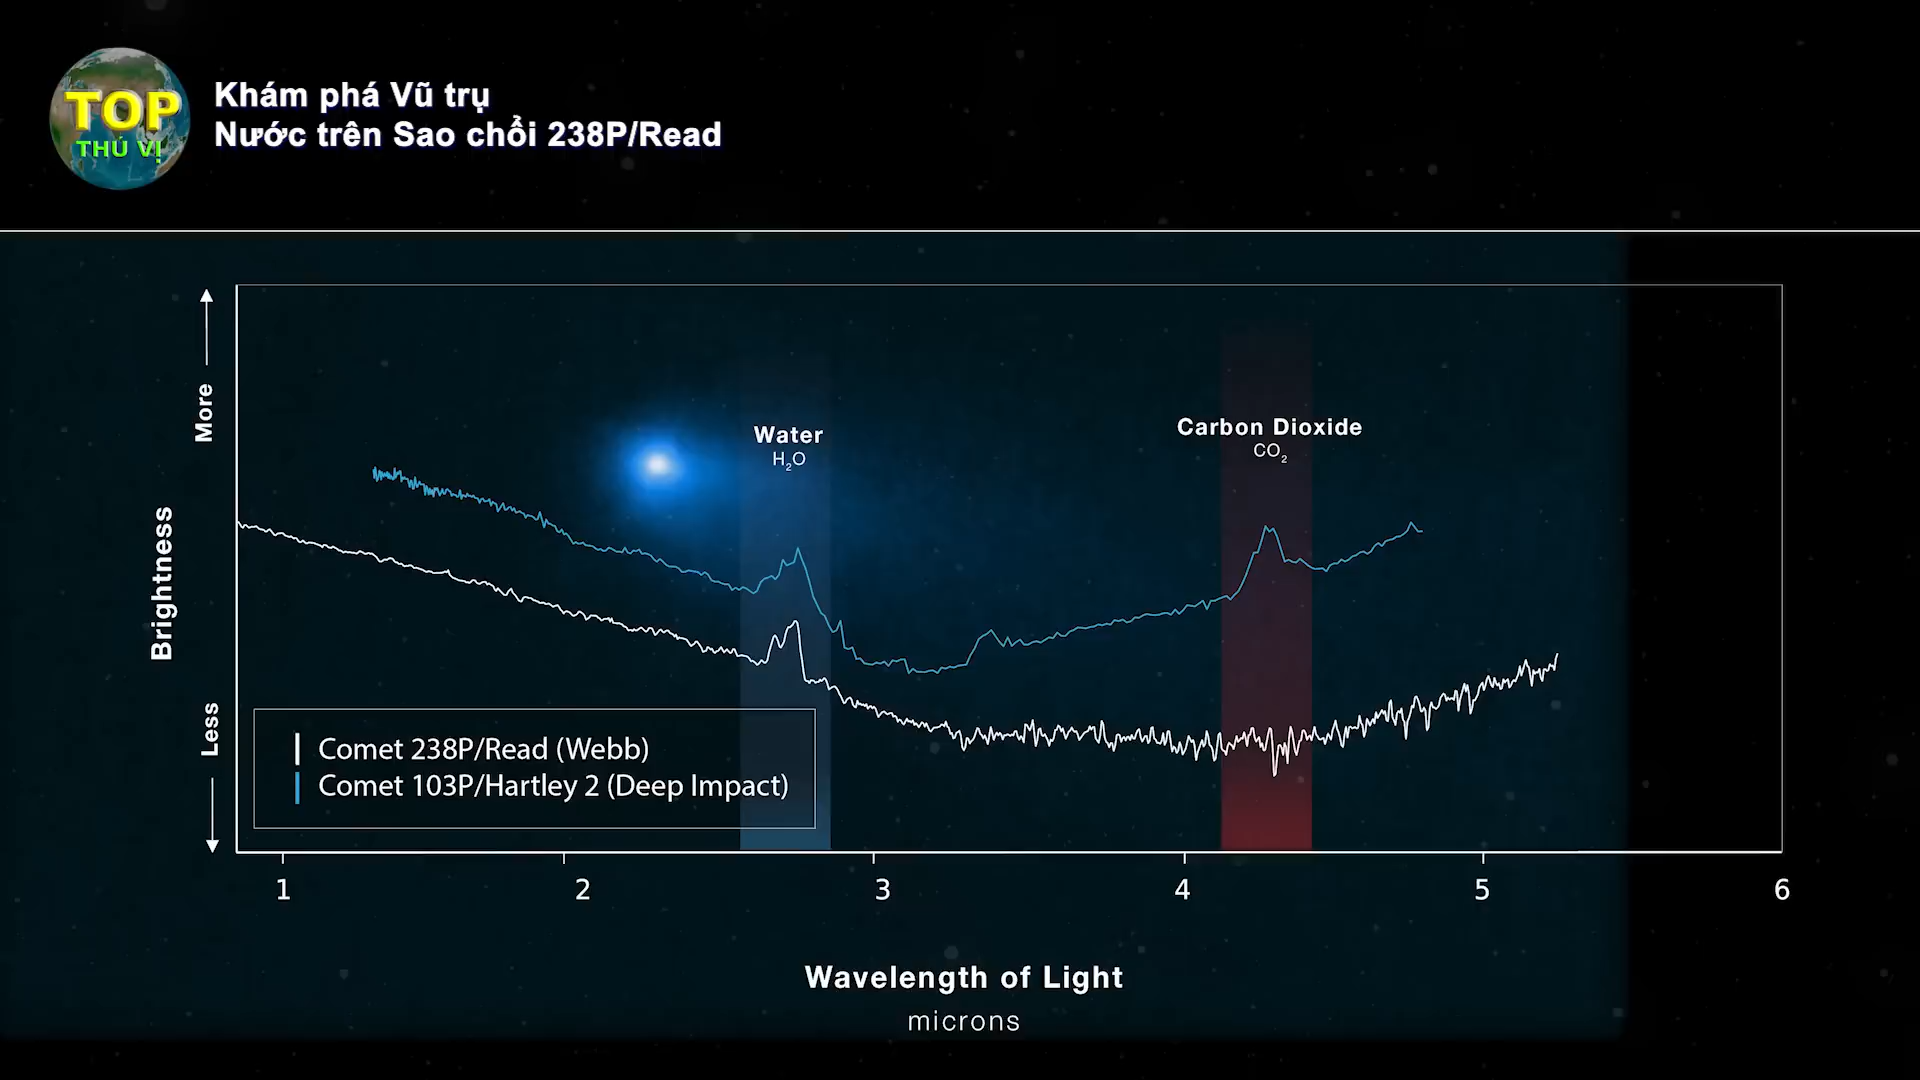 TOP
THÚ VỊ
Khám phá Vũ trụ
Nước trên Sao chổi 238P/Read
More
Brightness
Less
Water
H₂O
Carbon Dioxide
CO₂
Comet 238P/Read (Webb)
Comet 103P/Hartley 2 (Deep Impact)
1 2 3 4 5 6
Wavelength of Light
microns